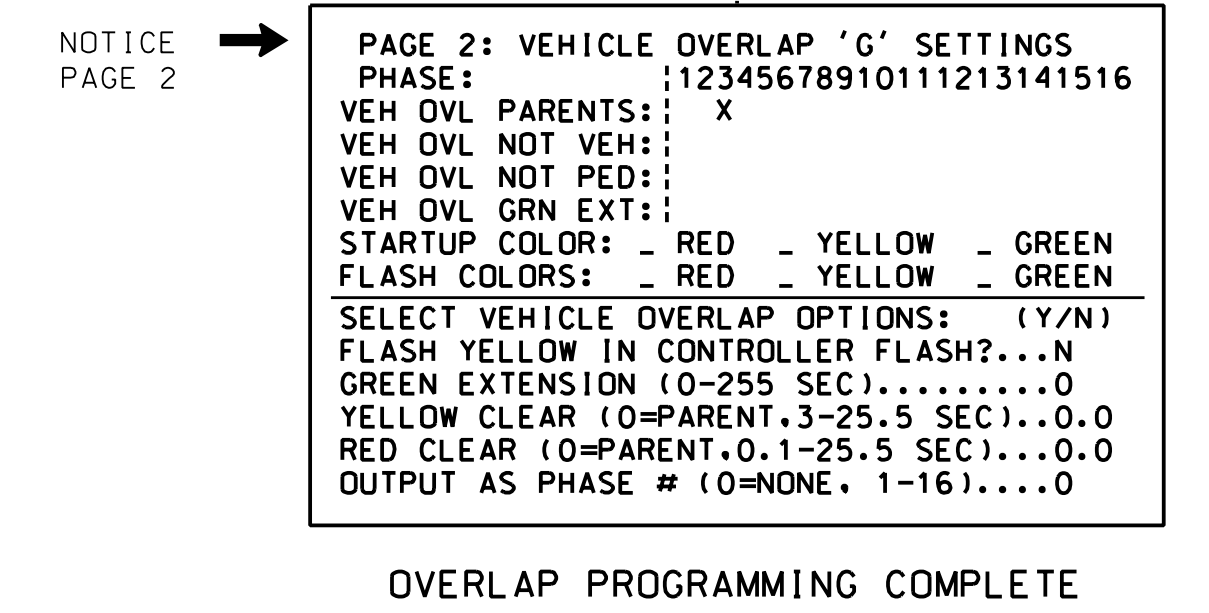 NOTICE
PAGE 2
PAGE 2: VEHICLE OVERLAP 'G' SETTINGS
PHASE: ¦12345678910111213141516
VEH OVL PARENTS:¦ X
VEH OVL NOT VEH:¦
VEH OVL NOT PED:¦
VEH OVL GRN EXT:¦
STARTUP COLOR: _ RED _ YELLOW _ GREEN
FLASH COLORS: _ RED _ YELLOW _ GREEN
SELECT VEHICLE OVERLAP OPTIONS: (Y/N)
FLASH YELLOW IN CONTROLLER FLASH?...N
GREEN EXTENSION (0-255 SEC).........0
YELLOW CLEAR (0=PARENT,3-25.5 SEC)..0.0
RED CLEAR (0=PARENT,0.1-25.5 SEC)...0.0
OUTPUT AS PHASE # (0=NONE, 1-16)....0
OVERLAP PROGRAMMING COMPLETE